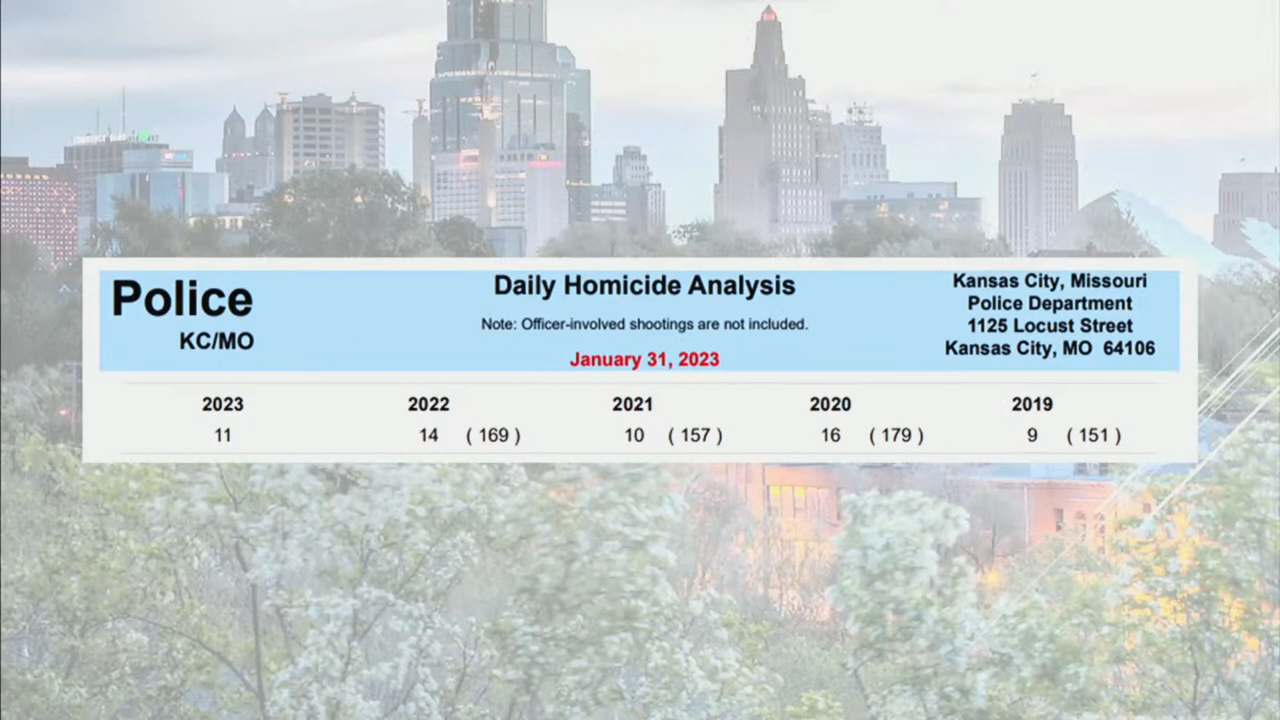 Police
KC/MO
Daily Homicide Analysis
Note: Officer-involved shootings are not included.
January 31, 2023
Kansas City, Missouri
Police Department
1125 Locust Street
Kansas City, MO 64106
2023 2022 2021 2020 2019
11 14 ( 169 ) 10 ( 157 ) 16 ( 179 ) 9 ( 151 )